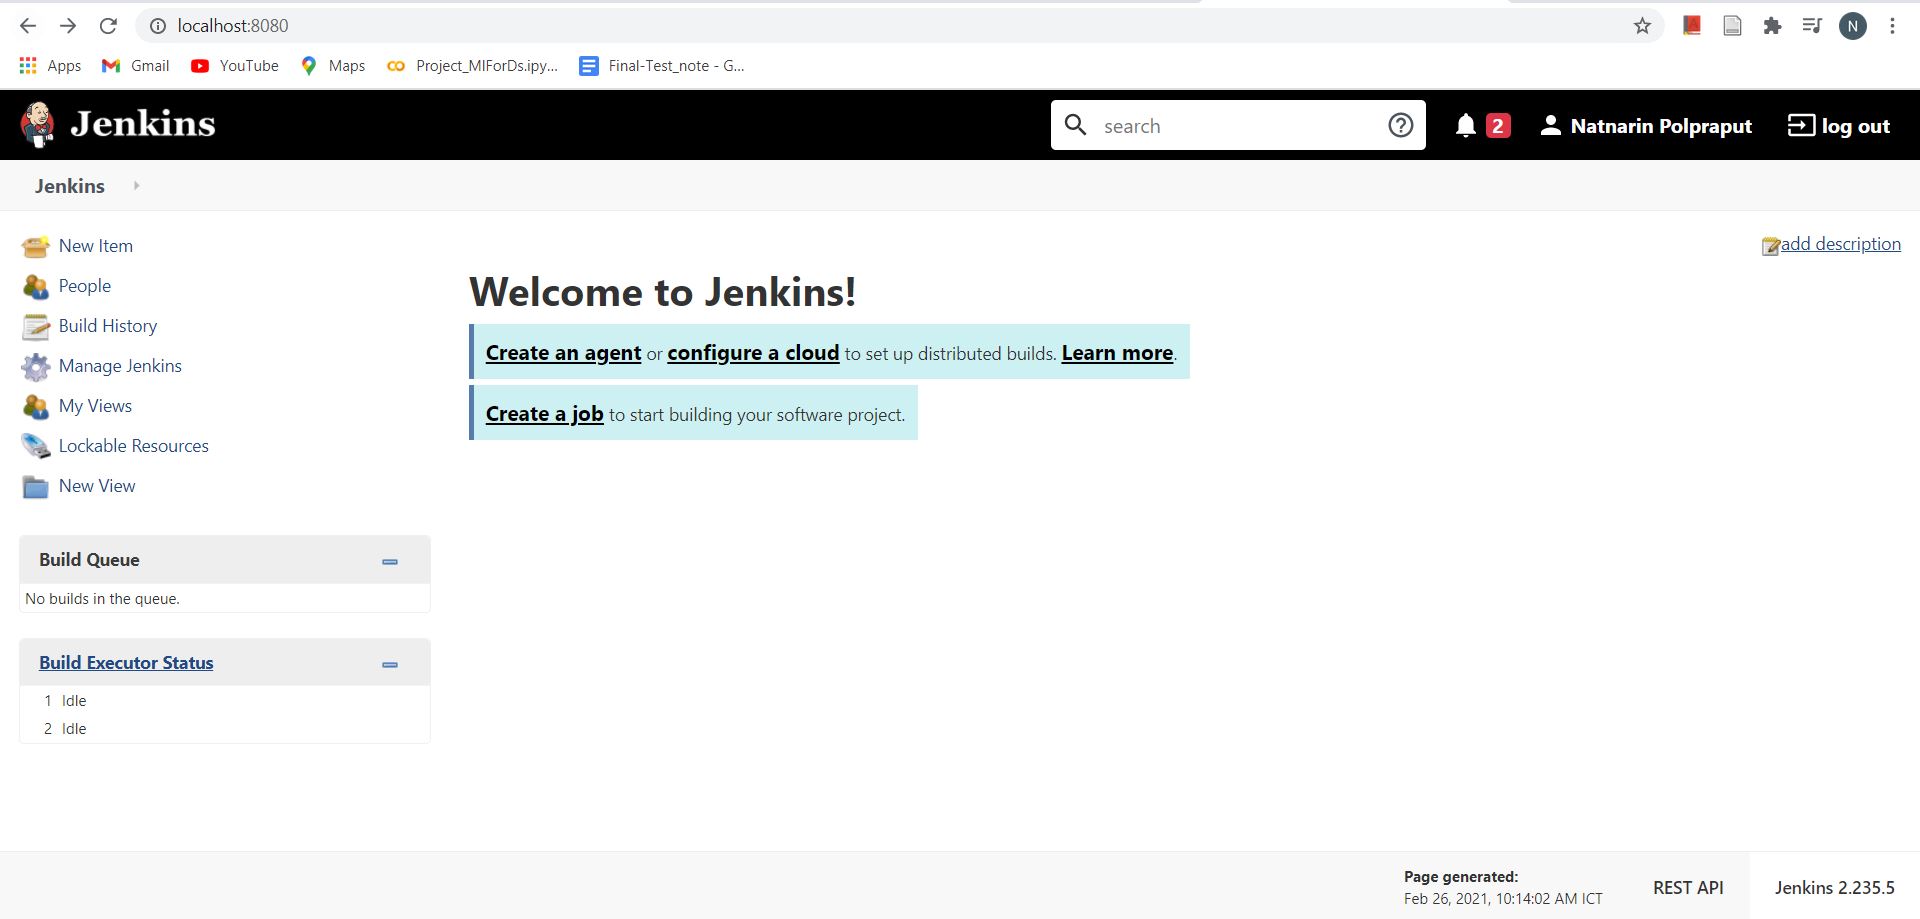 localhost:8080
N
Apps
Gmail
YouTube
Maps
Project_MIForDs.ipy...
Final-Test_note - G...
Jenkins
search
2
Natnarin Polpraput
log out
Jenkins
New Item
People
Build History
Manage Jenkins
My Views
Lockable Resources
New View
add description
Welcome to Jenkins!
Create an agent or configure a cloud to set up distributed builds. Learn more.
Create a job to start building your software project.
Build Queue
No builds in the queue.
Build Executor Status
1 Idle
2 Idle
Page generated:
Feb 26, 2021, 10:14:02 AM ICT
REST API
Jenkins 2.235.5